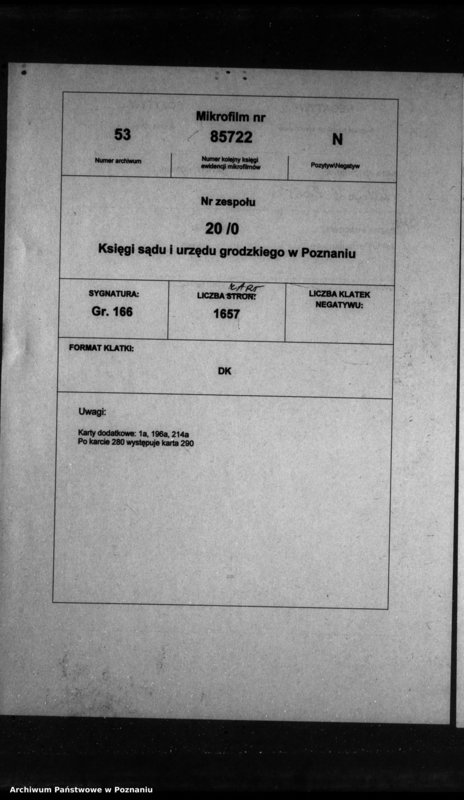 Mikrofilm nr
53
85722
N
Numer archiwum
Numer kolejny księgi
ewidencji mikrofilmów
Pozytyw\Negatyw
Nr zespołu
20 /0
Księgi sądu i urzędu grodzkiego w Poznaniu
SYGNATURA:
Gr. 166
KART
LICZBA STRON:
1657
LICZBA KLATEK
NEGATYWU:
FORMAT KLATKI:
DK
Uwagi:
Karty dodatkowe: 1a, 196a, 214a
Po karcie 280 występuje karta 290
Archiwum Państwowe w Poznaniu